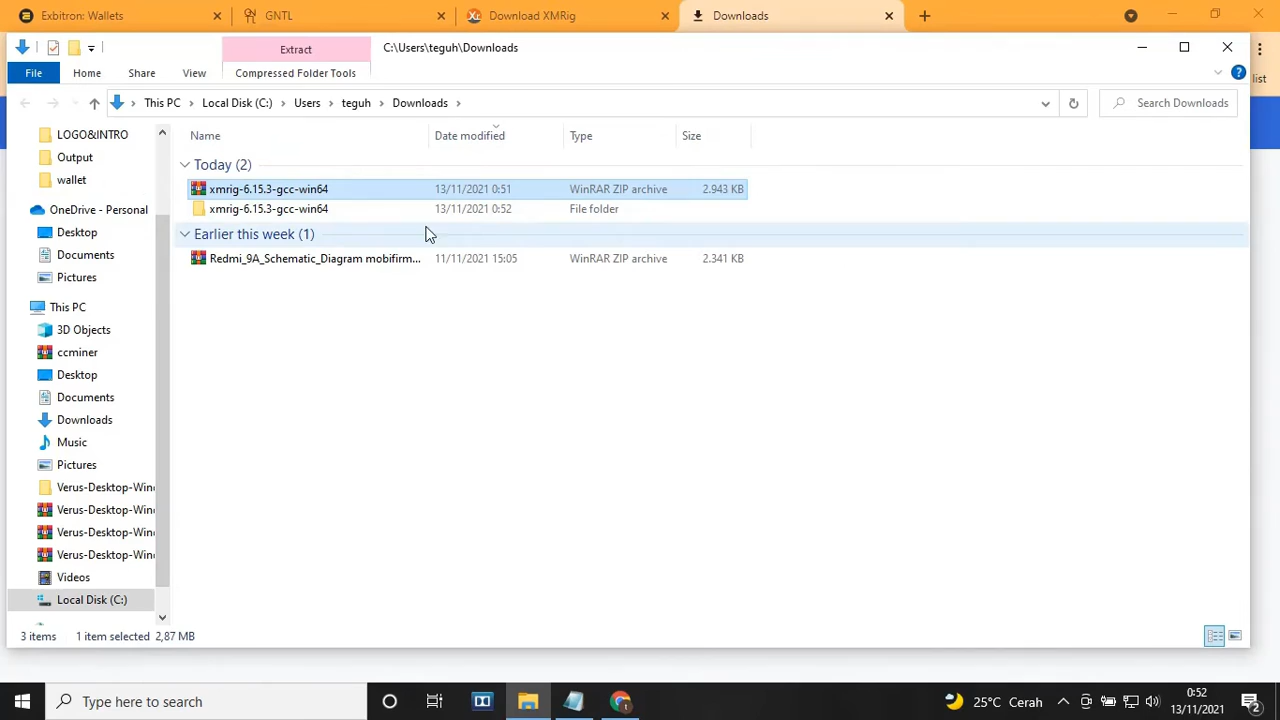 Exbitron: Wallets
GNTL
Download XMRig
Downloads
Extract
C:\Users\teguh\Downloads
File
Home
Share
View
Compressed Folder Tools
list
This PC
Local Disk (C:)
Users
teguh
Downloads
Search Downloads
LOGO&INTRO
Output
wallet
OneDrive - Personal
Desktop
Documents
Pictures
This PC
3D Objects
ccminer
Desktop
Documents
Downloads
Music
Pictures
Verus-Desktop-Wind
Verus-Desktop-Wind
Verus-Desktop-Wind
Verus-Desktop-Wind
Videos
Local Disk (C:)
Name Date modified Type Size
Today (2)
xmrig-6.15.3-gcc-win64 13/11/2021 0:51 WinRAR ZIP archive 2.943 KB
xmrig-6.15.3-gcc-win64 13/11/2021 0:52 File folder
Earlier this week (1)
Redmi_9A_Schematic_Diagram mobifirm... 11/11/2021 15:05 WinRAR ZIP archive 2.341 KB
3 items 1 item selected 2,87 MB
Type here to search
25°C Cerah
0:52
13/11/2021
2